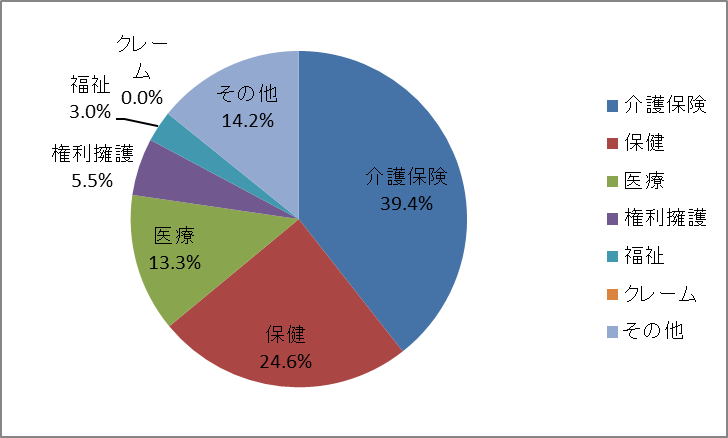 クレー
ム
0.0%
福祉
3.0%
その他
14.2%
権利擁護
5.5%
介護保険
39.4%
医療
13.3%
保健
24.6%
介護保険
保健
医療
権利擁護
福祉
クレーム
その他